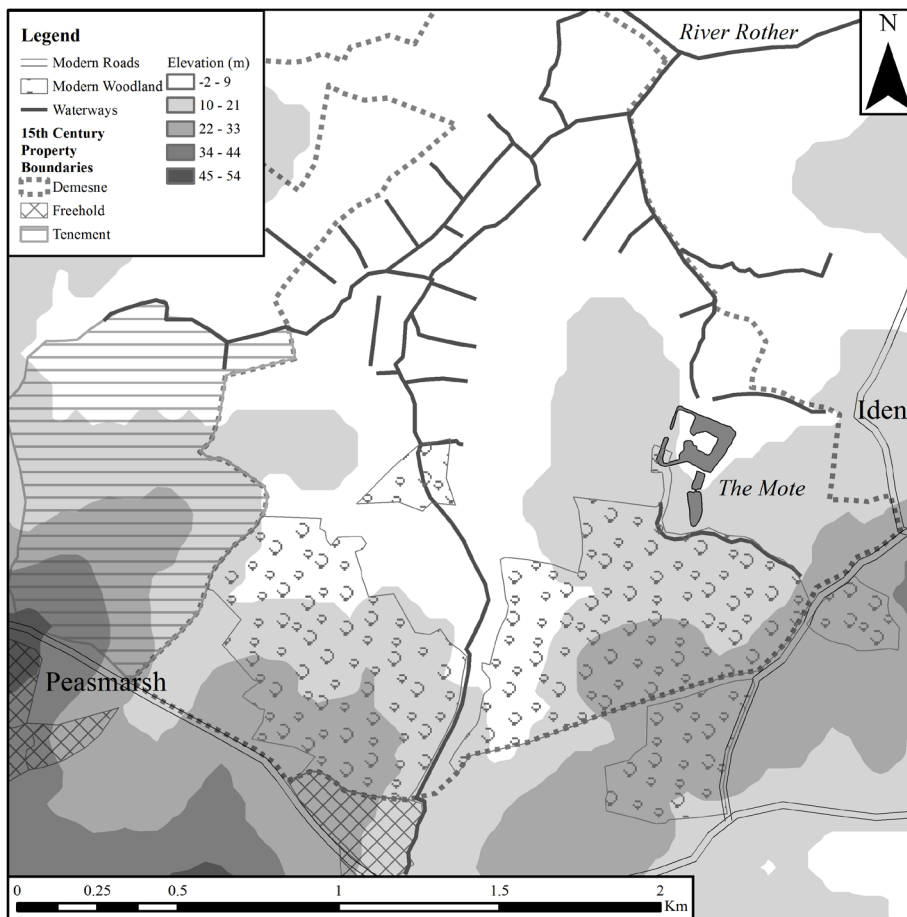 Legend
Modern Roads
Modern Woodland
Waterways
15th Century
Property
Boundaries
Demesne
Freehold
Tenement
Elevation (m)
-2 - 9
10 - 21
22 - 33
34 - 44
45 - 54
River Rother
N
Iden
The Mote
Peasmarsh
0 0.25 0.5 1 1.5 2
Km